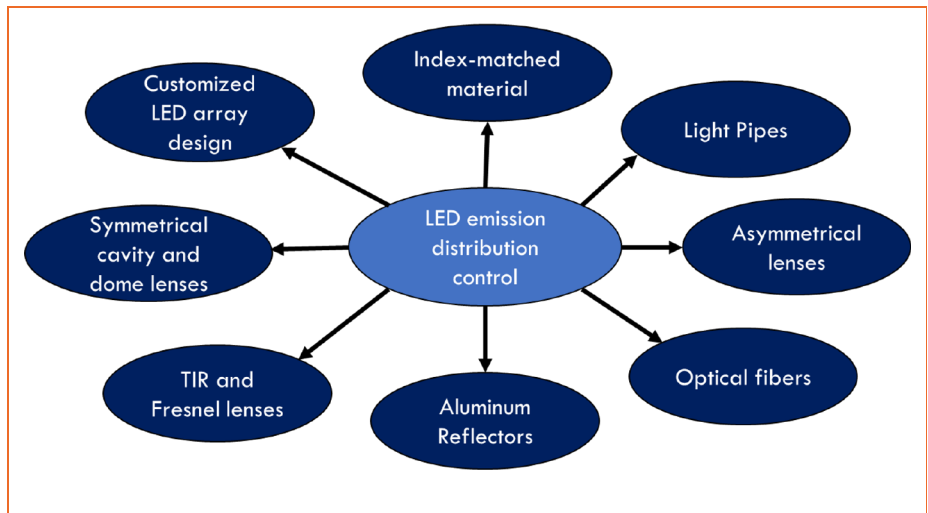 Index-matched
material
Customized
LED array
design
Light Pipes
LED emission
distribution
control
Symmetrical
cavity and
dome lenses
Asymmetrical
lenses
TIR and
Fresnel lenses
Aluminum
Reflectors
Optical fibers